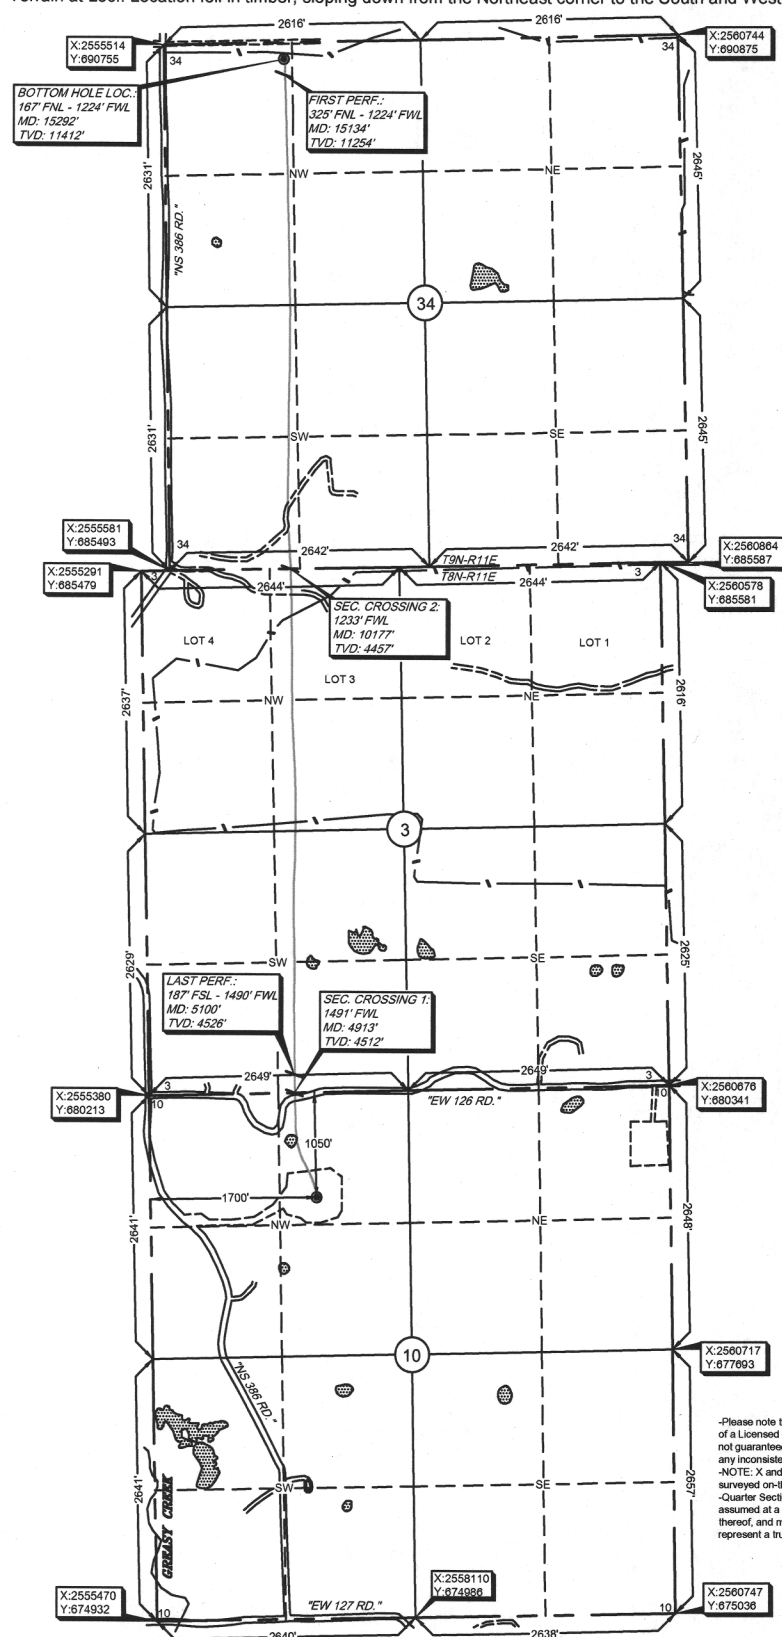 Terrain at Loc.: Location fell in timber, sloping down from the Northeast corner to the South and West
2616'
2616'
X:2555514
Y:690755
X:2560744
Y:690875
34
34
BOTTOM HOLE LOC.:
167' FNL - 1224' FWL
MD: 15292'
TVD: 11412'
FIRST PERF.:
325' FNL - 1224' FWL
MD: 15134'
TVD: 11254'
2631'
2645'
NW
NE
"NS 386 RD."
34
2631'
2645'
SW
SE
X:2555581
Y:685493
34
2642'
2642'
34
X:2560864
Y:685587
T9N-R11E
X:2555291
Y:685479
3
2644'
T8N-R11E
2644'
3
X:2560578
Y:685581
SEC. CROSSING 2:
1233' FWL
MD: 10177'
TVD: 4457'
LOT 4
LOT 3
LOT 2
LOT 1
2637'
2616'
NW
NE
3
2629'
2625'
SW
SE
LAST PERF.:
187' FSL - 1490' FWL
MD: 5100'
TVD: 4526'
SEC. CROSSING 1:
1491' FWL
MD: 4913'
TVD: 4512'
2649'
2649'
3
3
X:2555380
Y:680213
10
"EW 126 RD."
10
X:2560676
Y:680341
1050'
1700'
2641'
2648'
NW
NE
10
X:2560717
Y:677693
"NS 386 RD."
2641'
2657'
SW
SE
GREASY CREEK
-Please note t
of a Licensed
not guarantee
any inconsiste
-NOTE: X and
surveyed on-t
-Quarter Secti
assumed at a
thereof, and m
represent a tru
X:2555470
Y:674932
10
"EW 127 RD."
X:2558110
Y:674986
10
X:2560747
Y:675036
2640'
2638'